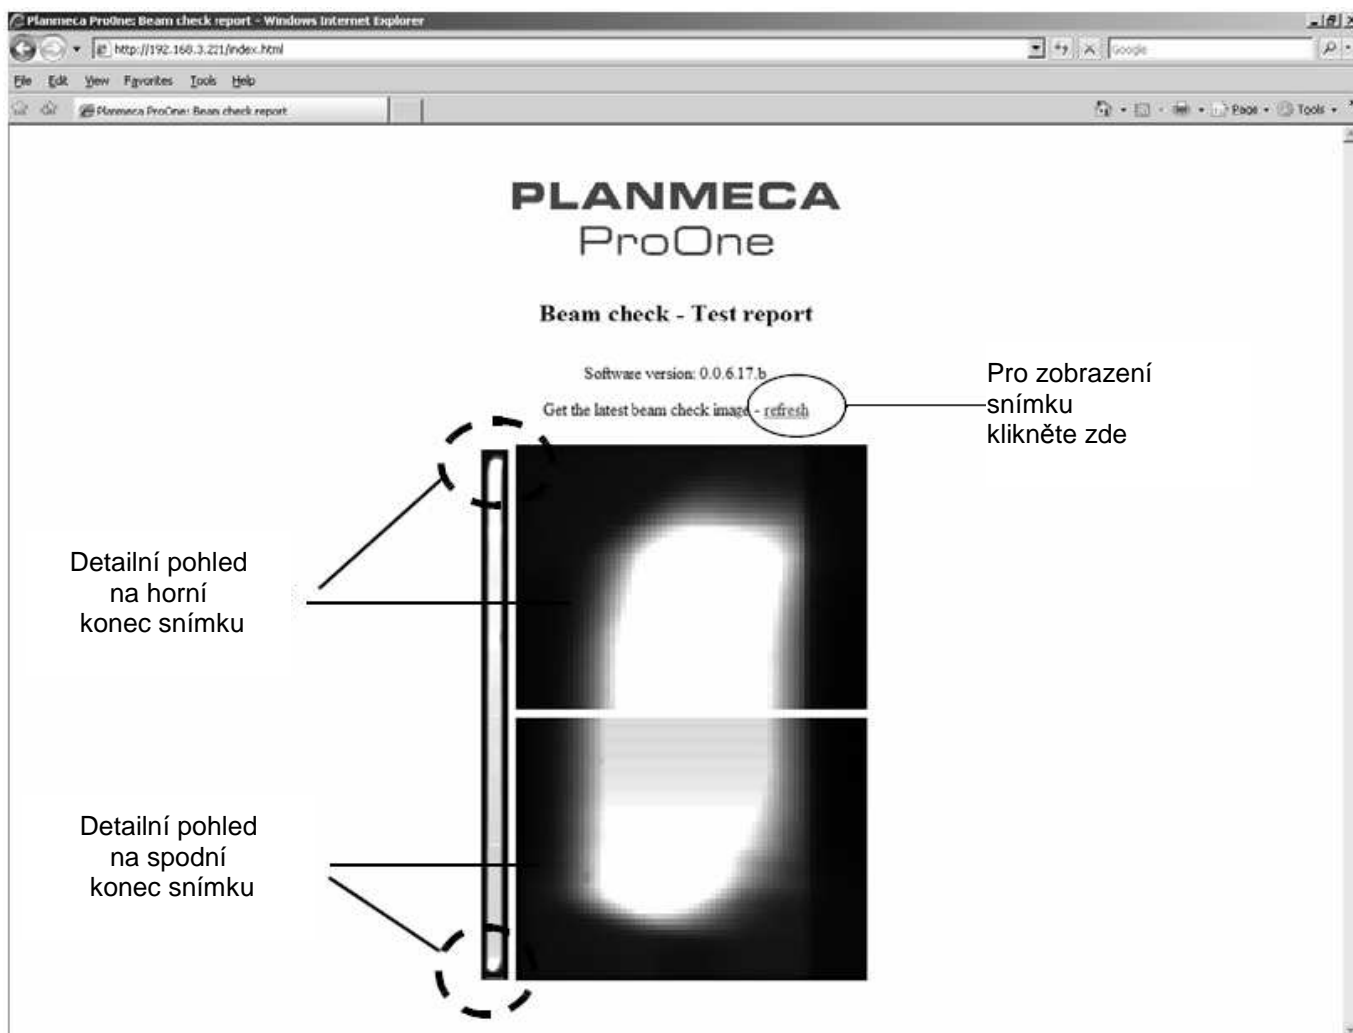 Planmeca ProOne: Beam check report - Windows Internet Explorer
http://192.168.3.221/index.html
Google
File Edit View Favorites Tools Help
Planmeca ProOne: Beam check report
Page Tools
PLANMECA
ProOne
Beam check - Test report
Software version: 0.0.6.17.b
Get the latest beam check image - refresh
Pro zobrazení
snímku
klikněte zde
Detailní pohled
na horní
konec snímku
Detailní pohled
na spodní
konec snímku